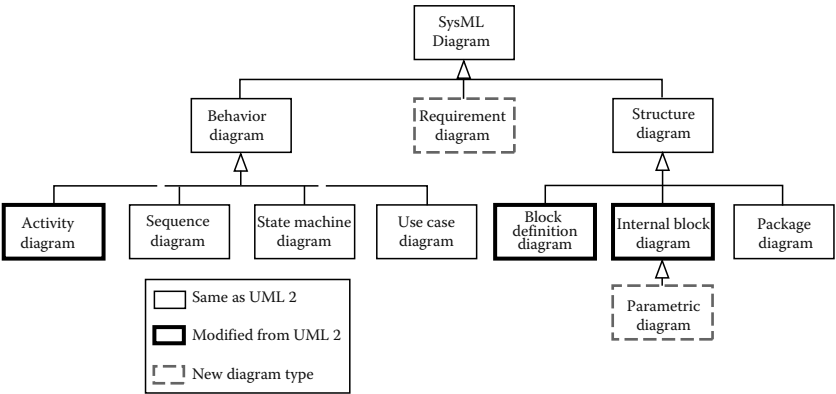 SysML
Diagram
Behavior
diagram
Requirement
diagram
Structure
diagram
Activity
diagram
Sequence
diagram
State machine
diagram
Use case
diagram
Block
definition
diagram
Internal block
diagram
Package
diagram
Parametric
diagram
Same as UML 2
Modified from UML 2
New diagram type